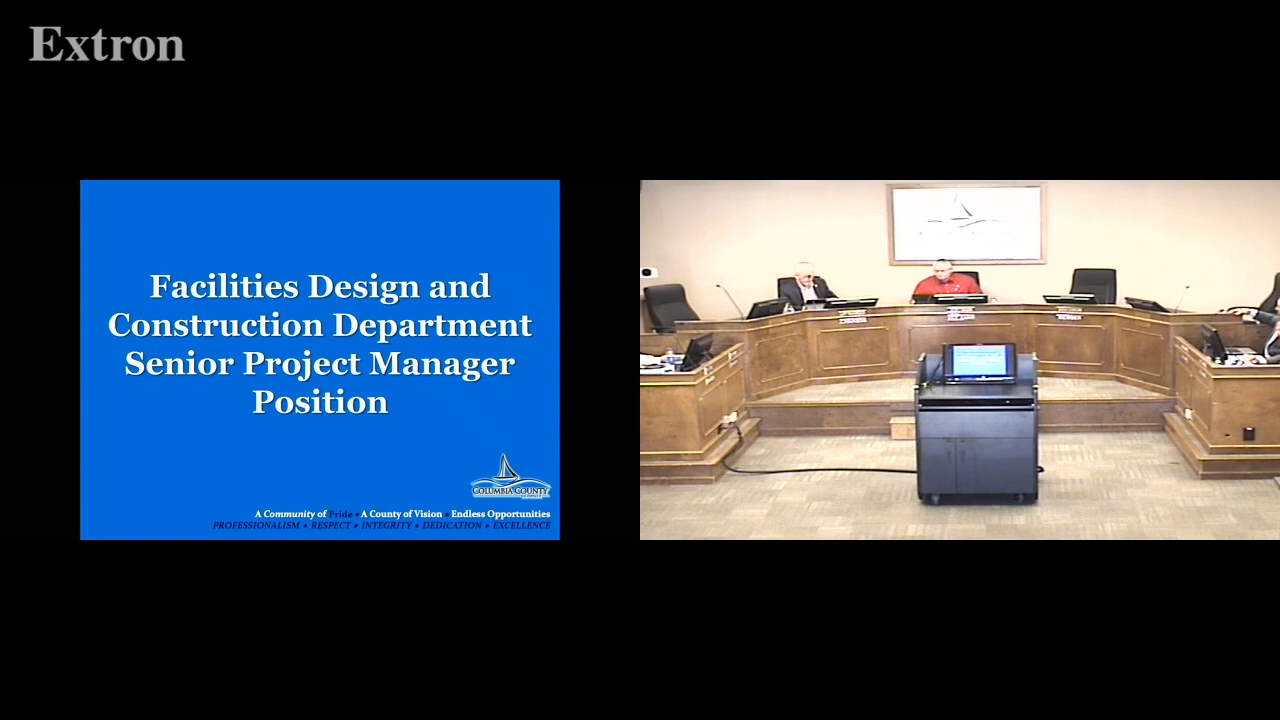 Extron
Facilities Design and
Construction Department
Senior Project Manager
Position
COLUMBIA COUNTY
A Community of Pride • A County of Vision • Endless Opportunities
PROFESSIONALISM • RESPECT • INTEGRITY • DEDICATION • EXCELLENCE